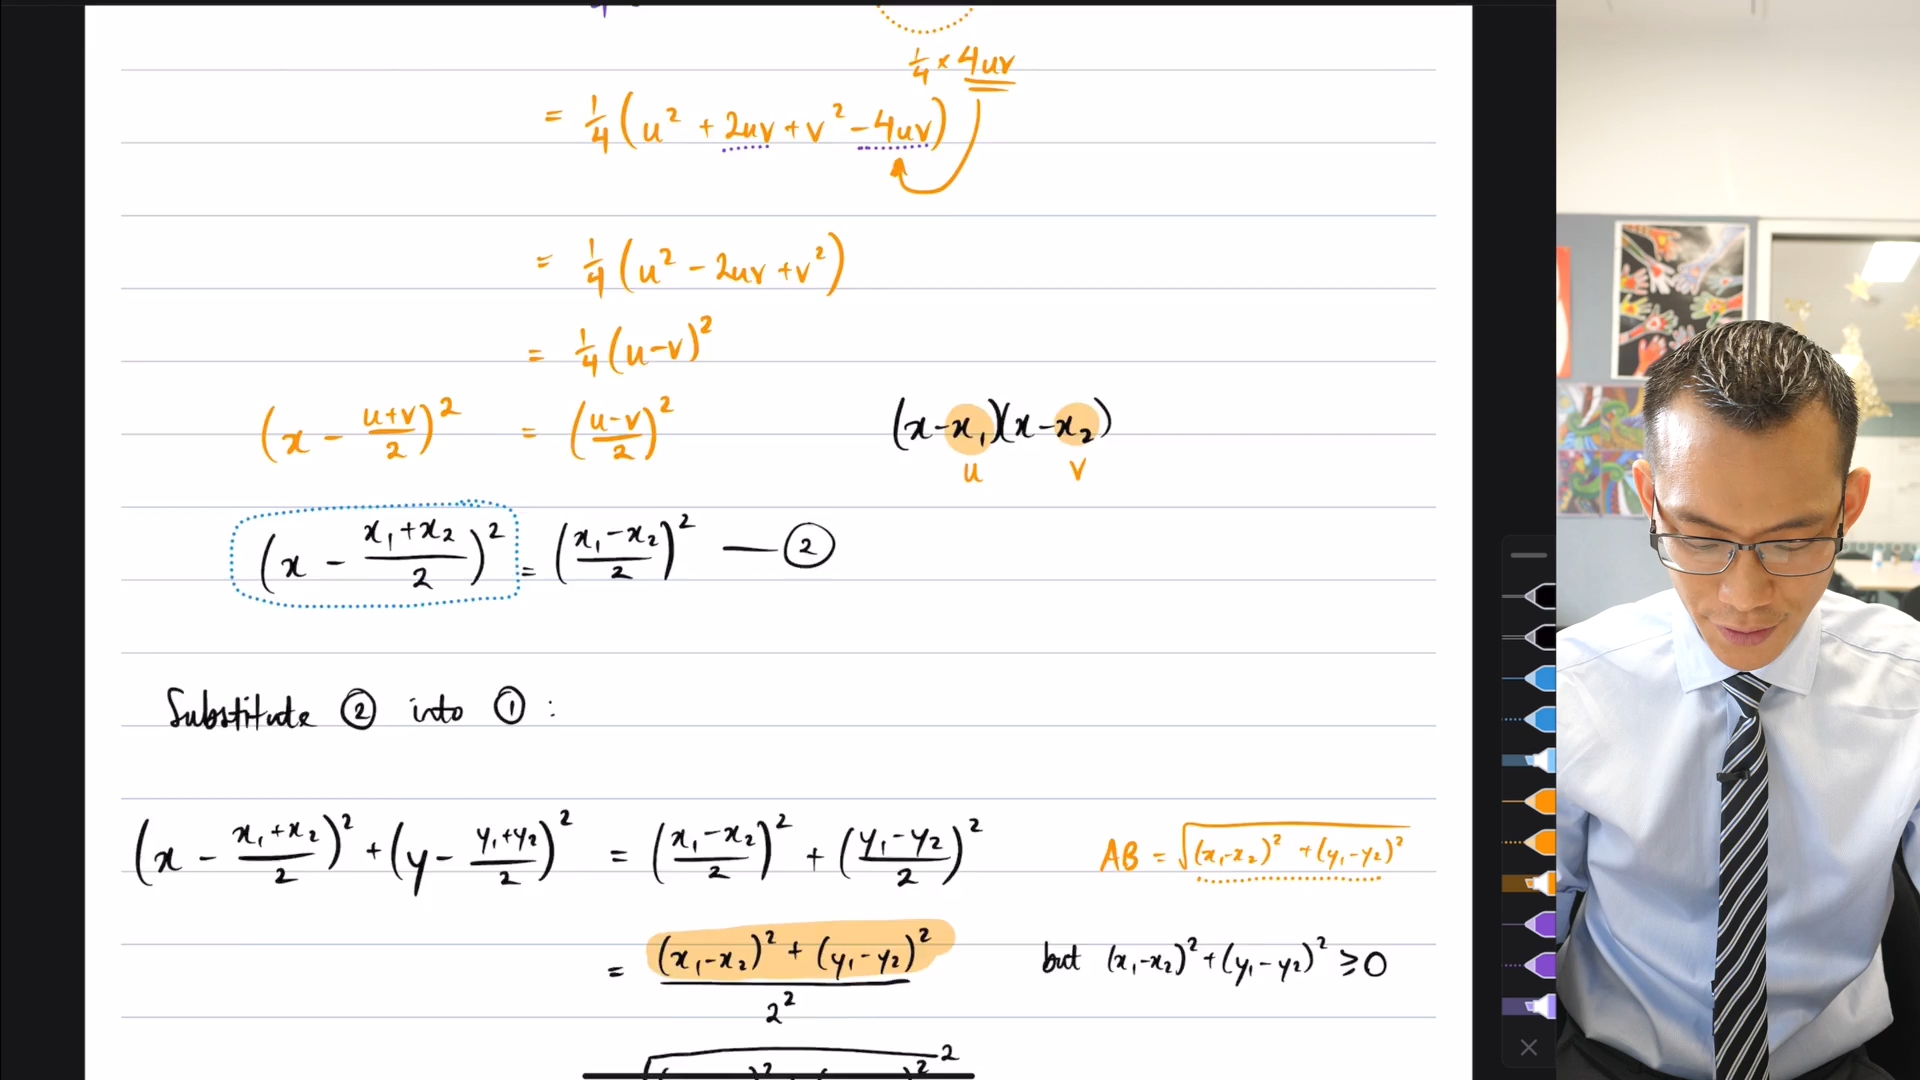 1/4 × 4uv
= 1/4 (u² + 2uv + v² − 4uv)
= 1/4 (u² − 2uv + v²)
= 1/4 (u−v)²
(x − (u+v)/2)² = ((u−v)/2)²
(x−x₁)(x−x₂)
u v
(x − (x₁+x₂)/2)² = ((x₁−x₂)/2)² — ②
Substitute ② into ① :
(x − (x₁+x₂)/2)² + (y − (y₁+y₂)/2)² = ((x₁−x₂)/2)² + ((y₁−y₂)/2)²
AB = √((x₁−x₂)² + (y₁−y₂)²)
= ((x₁−x₂)² + (y₁−y₂)²)/2²
but (x₁−x₂)² + (y₁−y₂)² ≥ 0